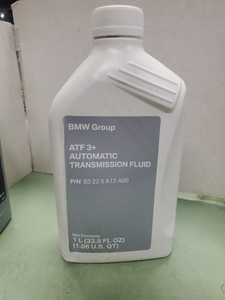 BMW Group
ATF 3+
AUTOMATIC
TRANSMISSION FLUID
P/N 83 22 5 A12 A00
Net Contents:
1 L (33.8 FL OZ)
(1.06 U.S. QT)